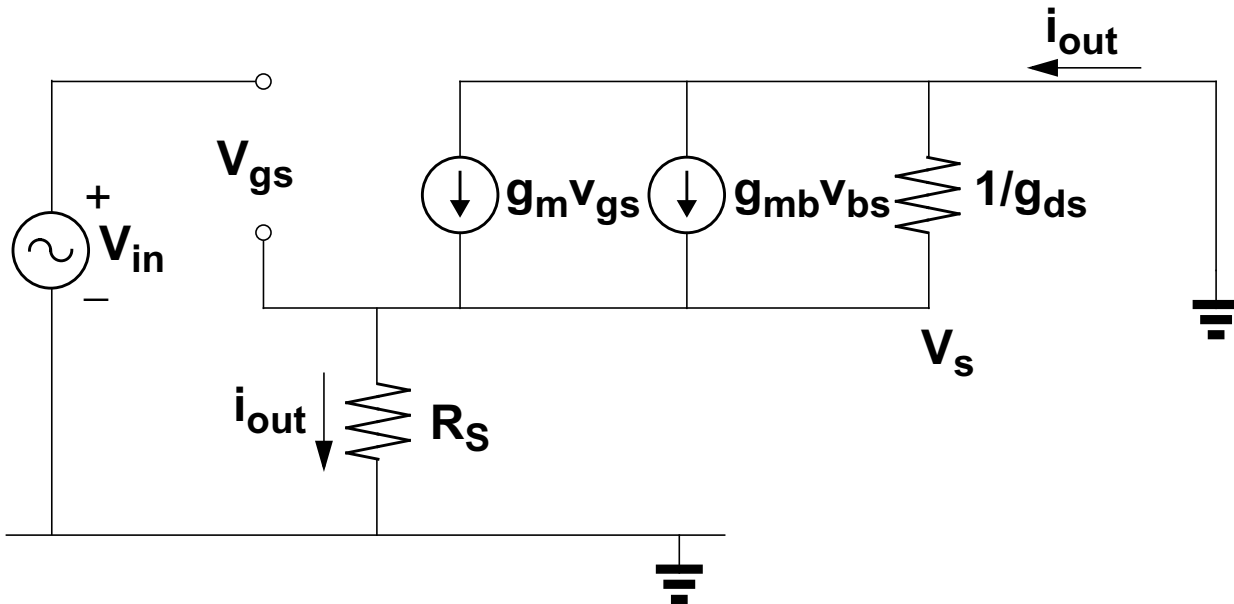 i_out
V_gs
g_m v_gs
g_mb v_bs
1/g_ds
+
V_in
–
V_s
i_out
R_S